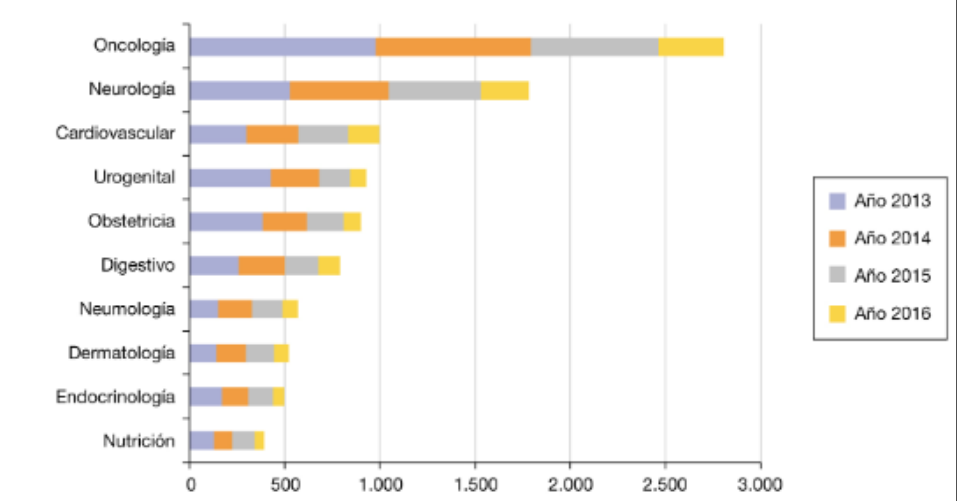 Oncología
Neurología
Cardiovascular
Urogenital
Obstetricia
Digestivo
Neumología
Dermatología
Endocrinología
Nutrición
0 500 1.000 1.500 2.000 2.500 3.000
Año 2013
Año 2014
Año 2015
Año 2016